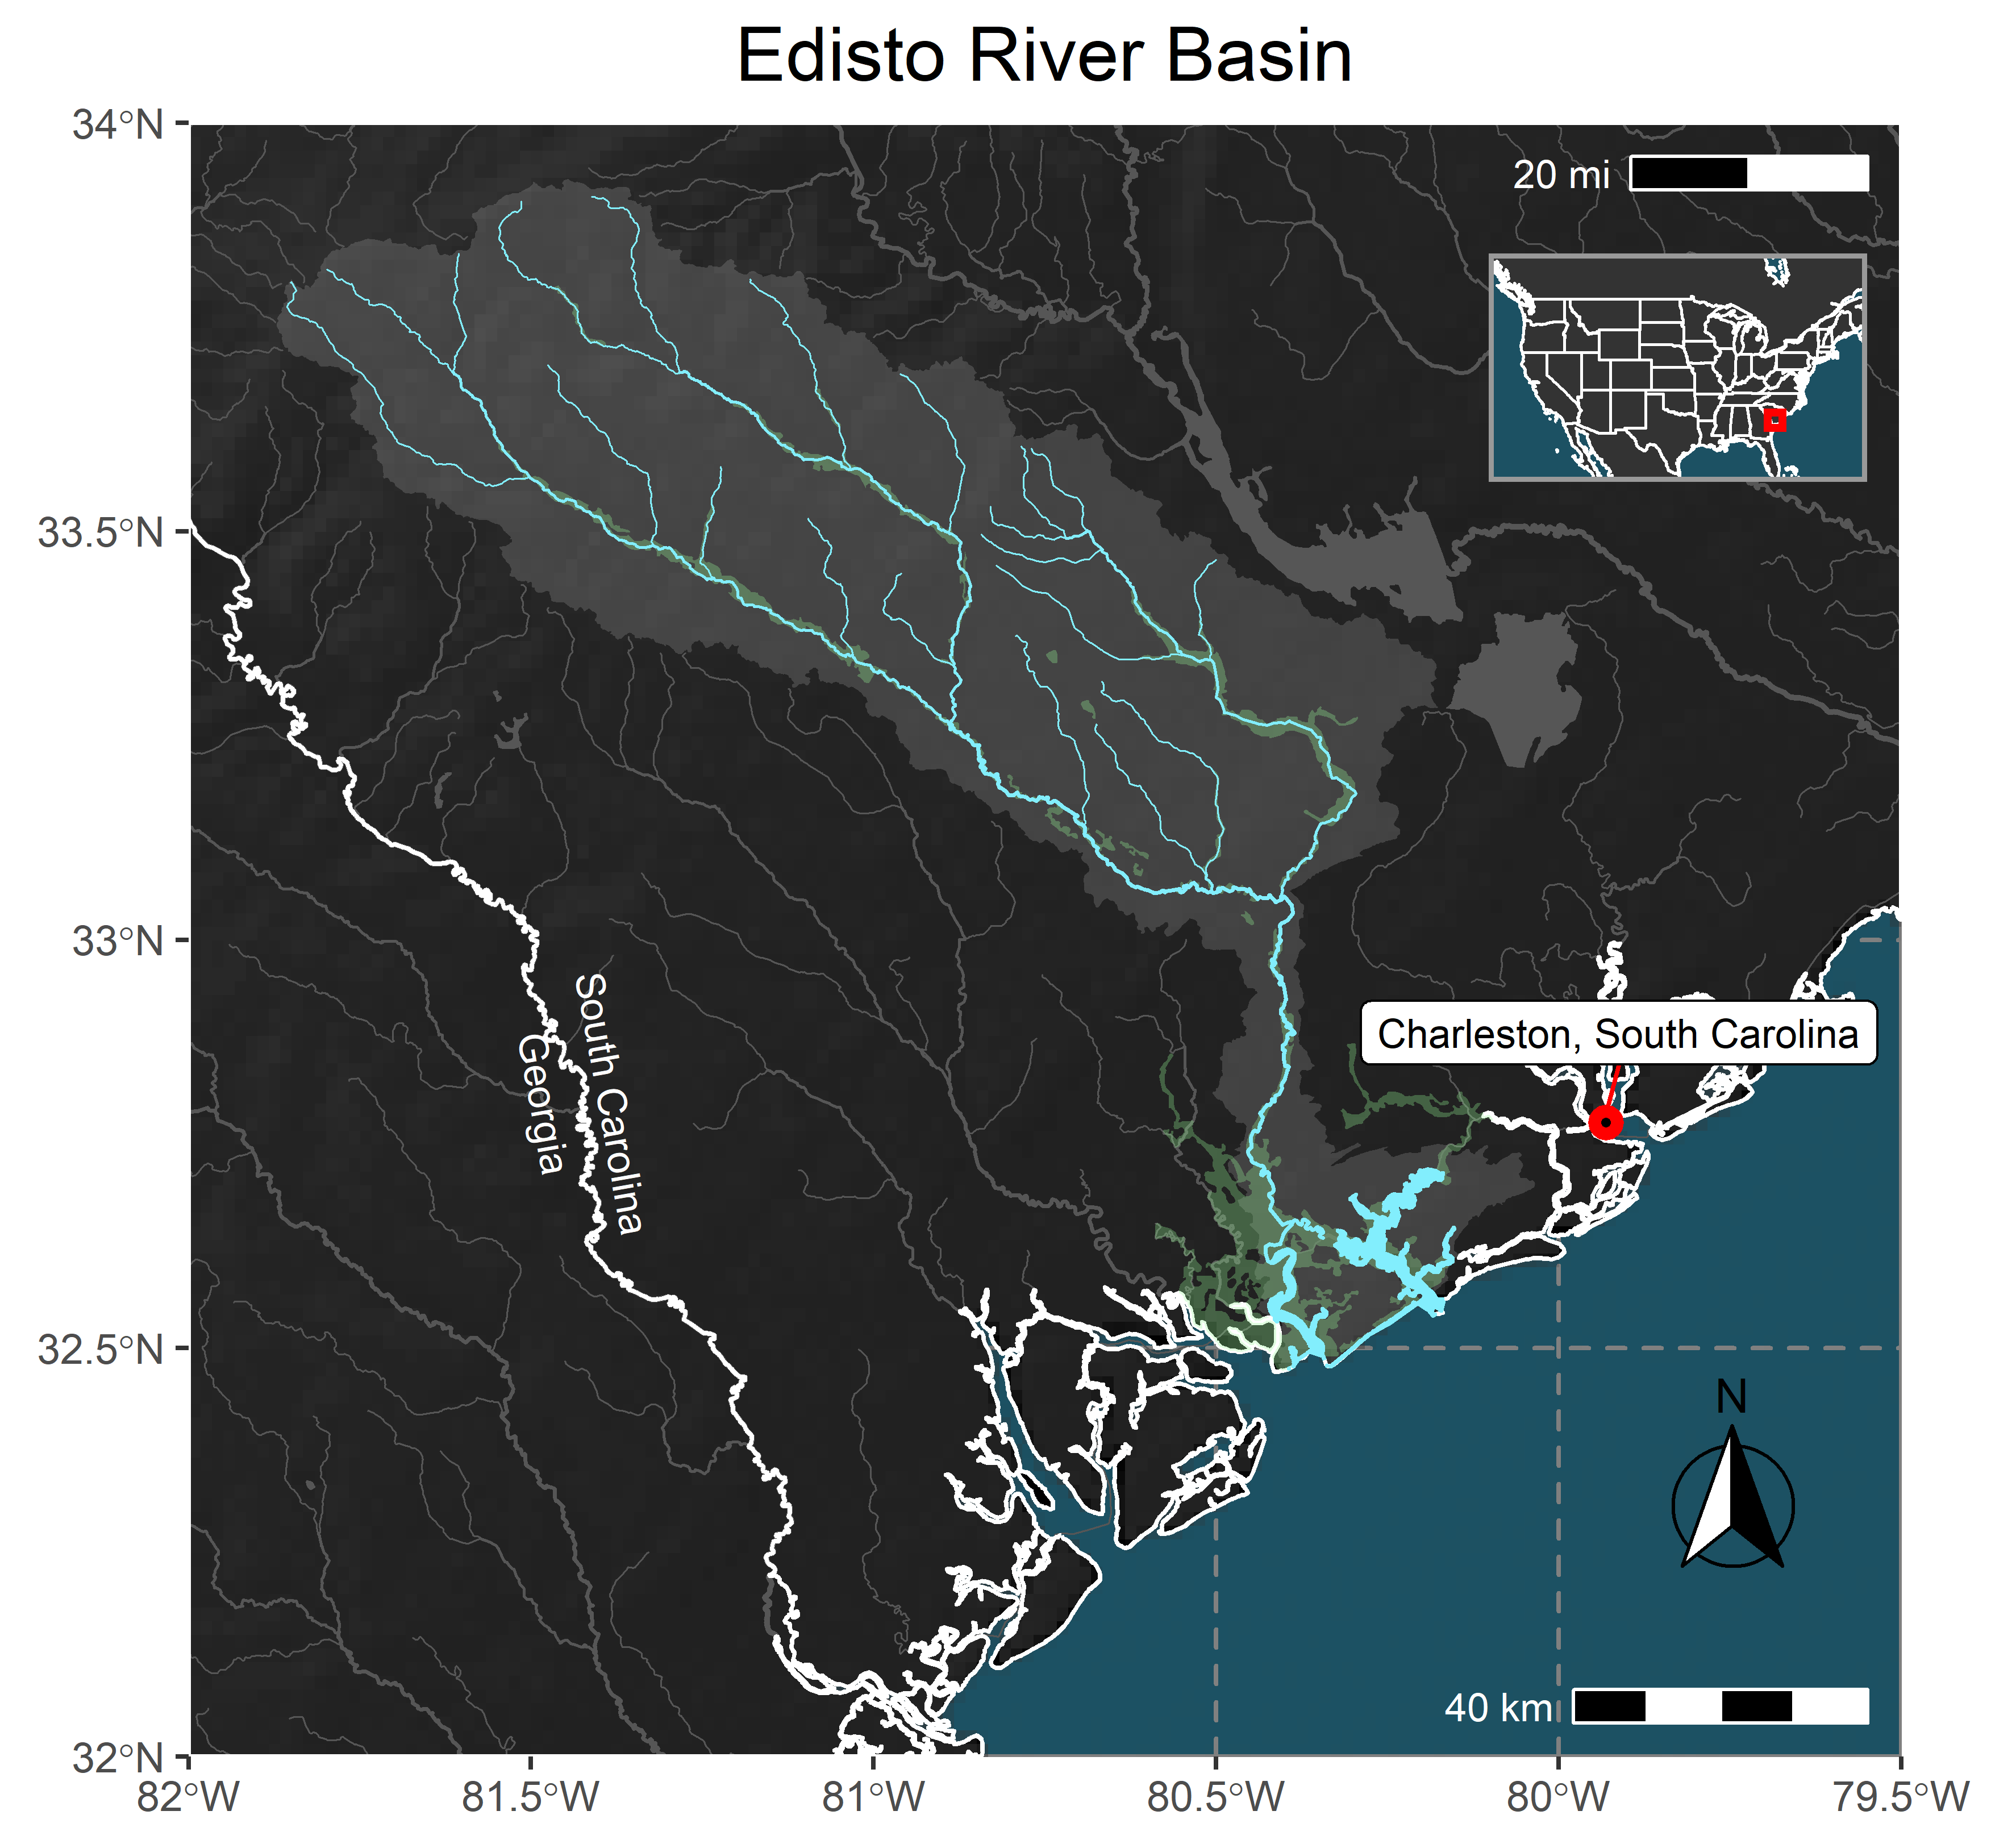 Edisto River Basin
34°N
33.5°N
33°N
32.5°N
32°N
82°W
81.5°W
81°W
80.5°W
80°W
79.5°W
20 mi
Charleston, South Carolina
South Carolina
Georgia
N
40 km